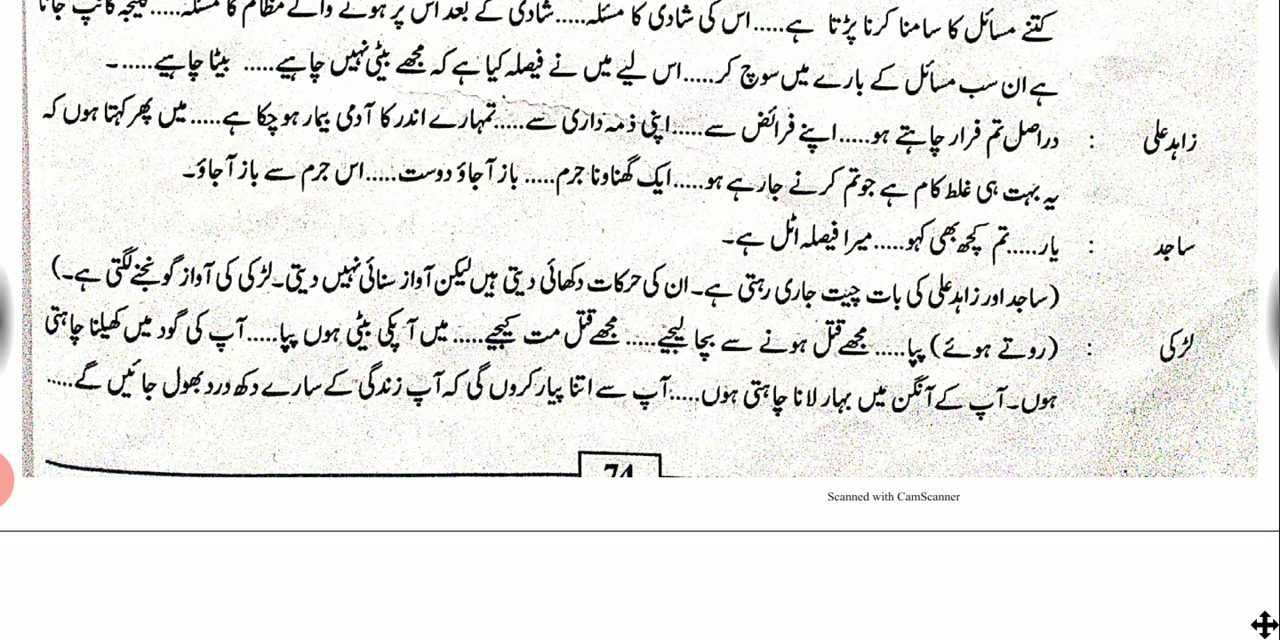 کتنے مسائل کا سامنا کرنا پڑتا ہے.....اس کی شادی کا مسئلہ.....شادی کے بعد اس پر ہونے والے مظالم کا مسئلہ.....کلیجہ کانپ جاتا
ہے ان سب مسائل کے بارے میں سوچ کر.....اس لیے میں نے فیصلہ کیا ہے کہ مجھے بیٹی نہیں چاہیے..... بیٹا چاہیے.....۔
زاہد علی : دراصل تم فرار چاہتے ہو.....اپنے فرائض سے.....اپنی ذمہ داری سے.....تمہارے اندر کا آدمی بیمار ہو چکا ہے.....میں پھر کہتا ہوں کہ
یہ بہت ہی غلط کام ہے جو تم کرنے جا رہے ہو.....ایک گھناونا جرم..... باز آ جاؤ دوست.....اس جرم سے باز آ جاؤ۔
ساجد : یار.....تم کچھ بھی کہو.....میرا فیصلہ اٹل ہے۔
(ساجد اور زاہد علی کی بات چیت جاری رہتی ہے۔ ان کی حرکات دکھائی دیتی ہیں لیکن آواز سنائی نہیں دیتی۔ لڑکی کی آواز گونجنے لگتی ہے۔)
لڑکی : (روتے ہوئے) پپا.....مجھے قتل ہونے سے بچا لیجیے..... مجھے قتل مت کیجیے..... میں آپکی بیٹی ہوں پپا.....آپ کی گود میں کھیلنا چاہتی
ہوں۔ آپ کے آنگن میں بہار لانا چاہتی ہوں.....آپ سے اتنا پیار کروں گی کہ آپ زندگی کے سارے دکھ درد بھول جائیں گے.....
74
Scanned with CamScanner